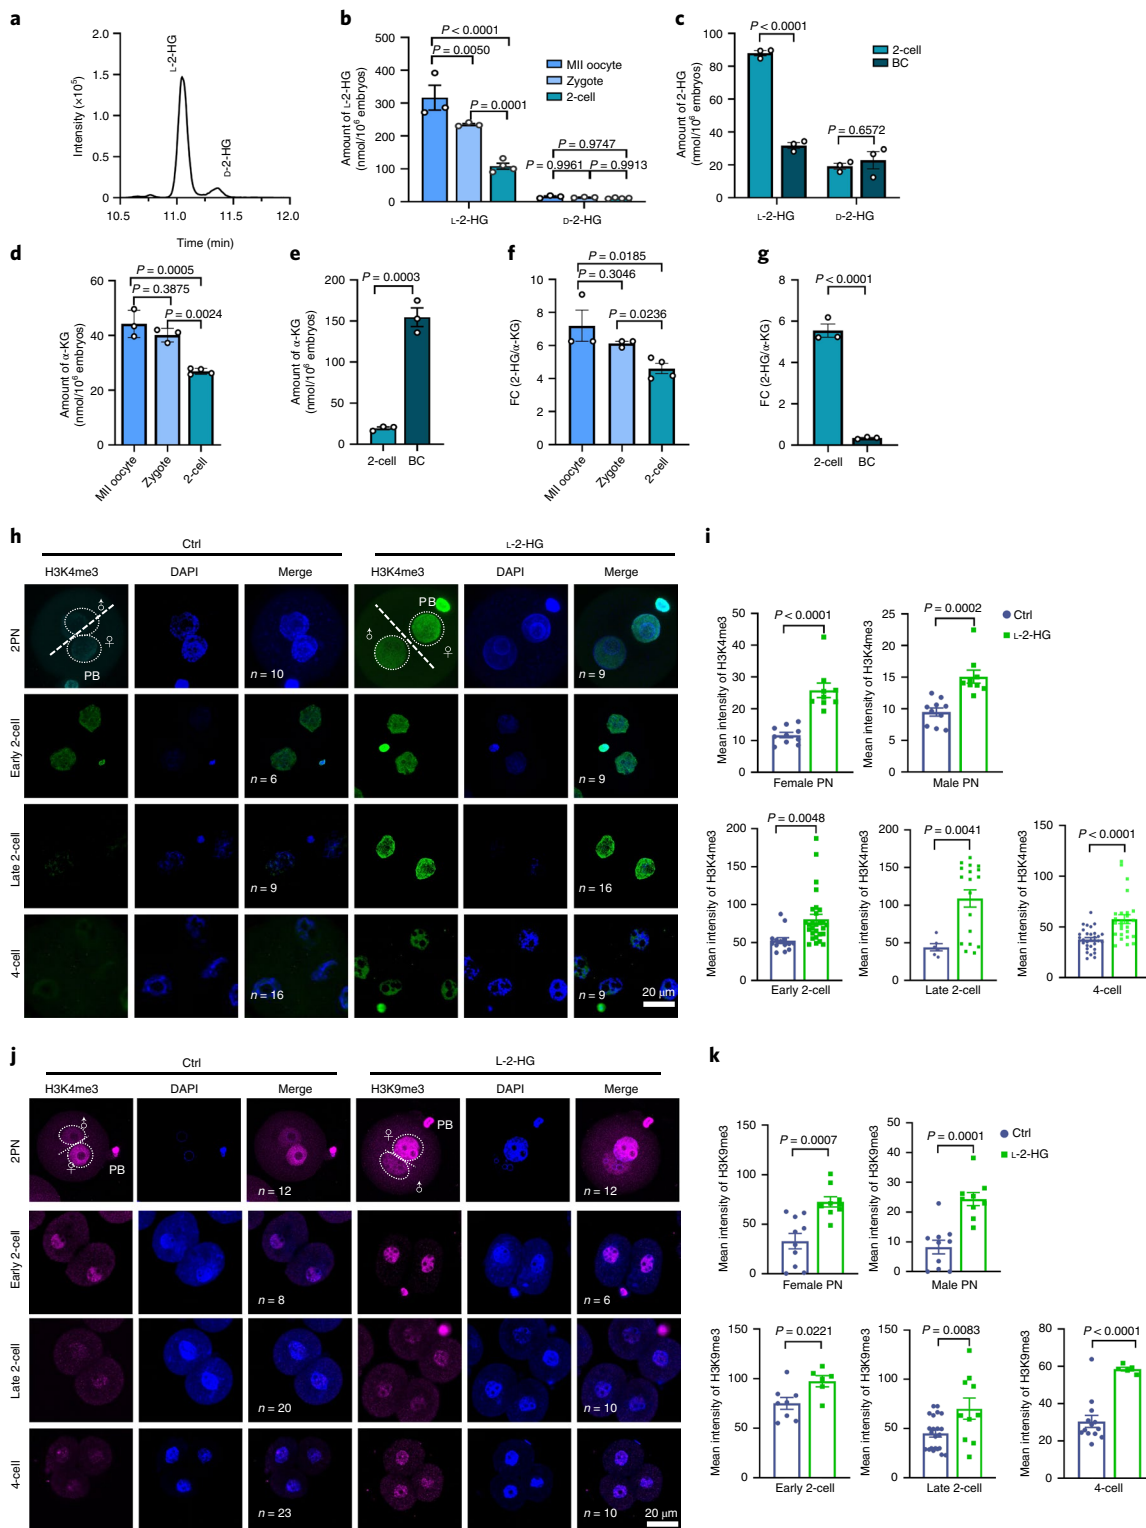 a
2.0
1.5
1.0
0.5
0
Intensity (×10⁵)
L-2-HG
D-2-HG
10.5 11.0 11.5 12.0
Time (min)
b
500
400
300
200
100
0
Amount of L-2-HG
(nmol/10⁶ embryos)
P < 0.0001
P = 0.0050
P = 0.0001
P = 0.9747
P = 0.9961
P = 0.9913
MII oocyte
Zygote
2-cell
L-2-HG D-2-HG
c
100
80
60
40
20
0
Amount of 2-HG
(nmol/10⁶ embryos)
P < 0.0001
P = 0.6572
2-cell
BC
L-2-HG D-2-HG
d
60
40
20
0
Amount of α-KG
(nmol/10⁶ embryos)
P = 0.0005
P = 0.3875
P = 0.0024
MII oocyte
Zygote
2-cell
e
200
150
100
50
0
Amount of α-KG
(nmol/10⁶ embryos)
P = 0.0003
2-cell BC
f
10
8
6
4
2
0
FC (2-HG/α-KG)
P = 0.0185
P = 0.3046
P = 0.0236
MII oocyte
Zygote
2-cell
g
8
6
4
2
0
FC (2-HG/α-KG)
P < 0.0001
2-cell BC
h
Ctrl L-2-HG
H3K4me3 DAPI Merge H3K4me3 DAPI Merge
2PN
♂
♀
PB
n = 10
PB
♂
♀
n = 9
Early 2-cell
n = 6
n = 9
Late 2-cell
n = 9
n = 16
4-cell
n = 16
n = 9
20 μm
i
Ctrl
L-2-HG
50
40
30
20
10
0
Mean intensity of H3K4me3
P < 0.0001
Female PN
25
20
15
10
5
0
Mean intensity of H3K4me3
P = 0.0002
Male PN
200
150
100
50
0
Mean intensity of H3K4me3
P = 0.0048
Early 2-cell
200
150
100
50
0
Mean intensity of H3K4me3
P = 0.0041
Late 2-cell
150
100
50
0
Mean intensity of H3K4me3
P < 0.0001
4-cell
j
Ctrl L-2-HG
H3K4me3 DAPI Merge H3K9me3 DAPI Merge
2PN
♂
♀
PB
n = 12
PB
♀
♂
n = 12
Early 2-cell
n = 8
n = 6
Late 2-cell
n = 20
n = 10
4-cell
n = 23
n = 10
20 μm
k
Ctrl
L-2-HG
150
100
50
0
Mean intensity of H3K9me3
P = 0.0007
Female PN
50
40
30
20
10
0
Mean intensity of H3K9me3
P = 0.0001
Male PN
150
100
50
0
Mean intensity of H3K9me3
P = 0.0221
Early 2-cell
150
100
50
0
Mean intensity of H3K9me3
P = 0.0083
Late 2-cell
80
60
40
20
0
Mean intensity of H3K9me3
P < 0.0001
4-cell